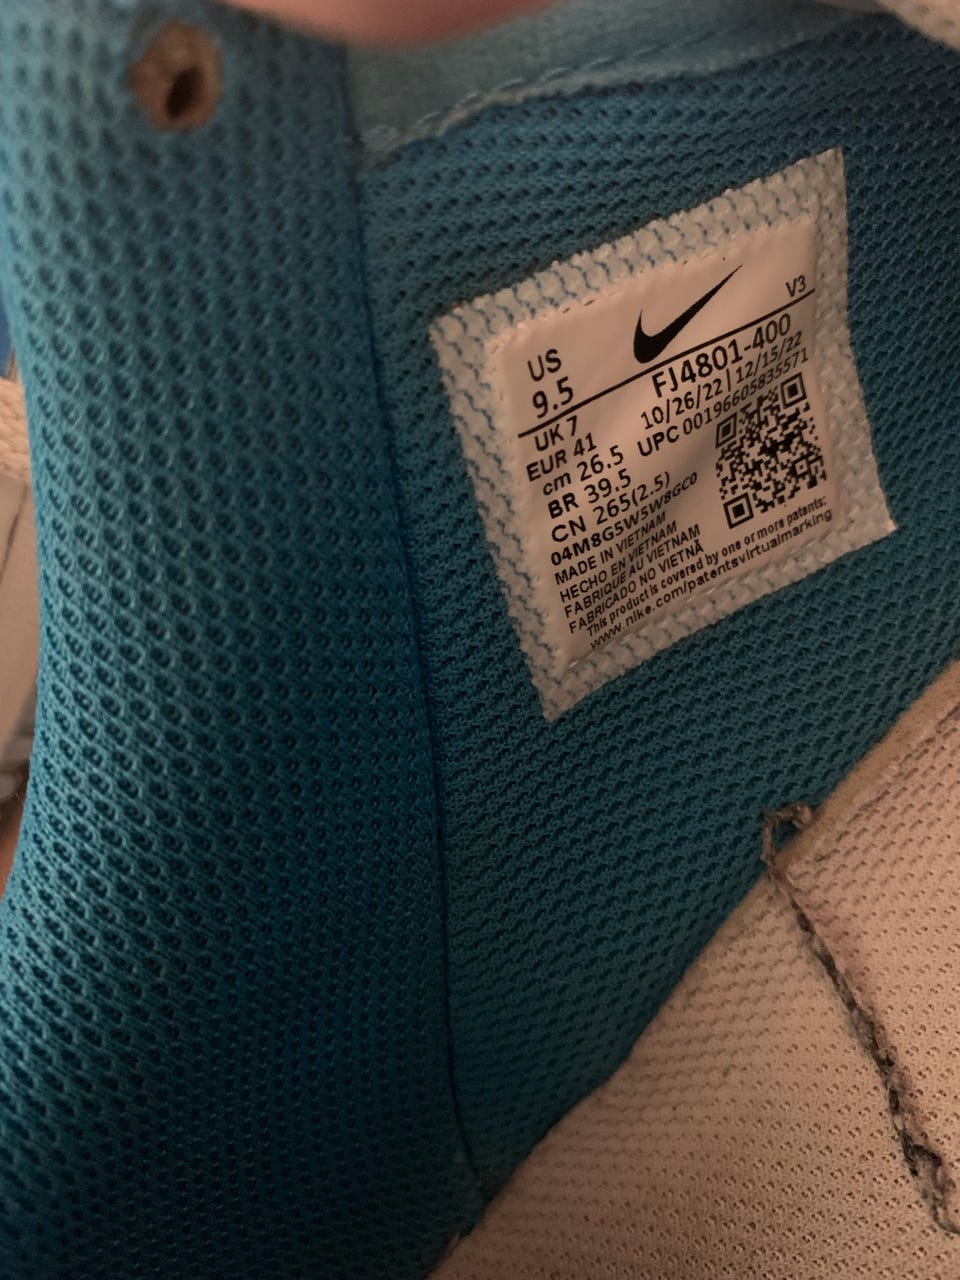 V3
US
9.5
FJ4801-400
10/26/22 | 12/15/22
UPC 00196605835571
UK 7
EUR 41
cm 26.5
BR 39.5
CN 265(2.5)
04M8G5W5W8GC0
MADE IN VIETNAM
HECHO EN VIETNAM
FABRIQUE AU VIETNAM
FABRICADO NO VIETNÃ
This product is covered by one or more patents:
www.nike.com/patentsvirtualmarking